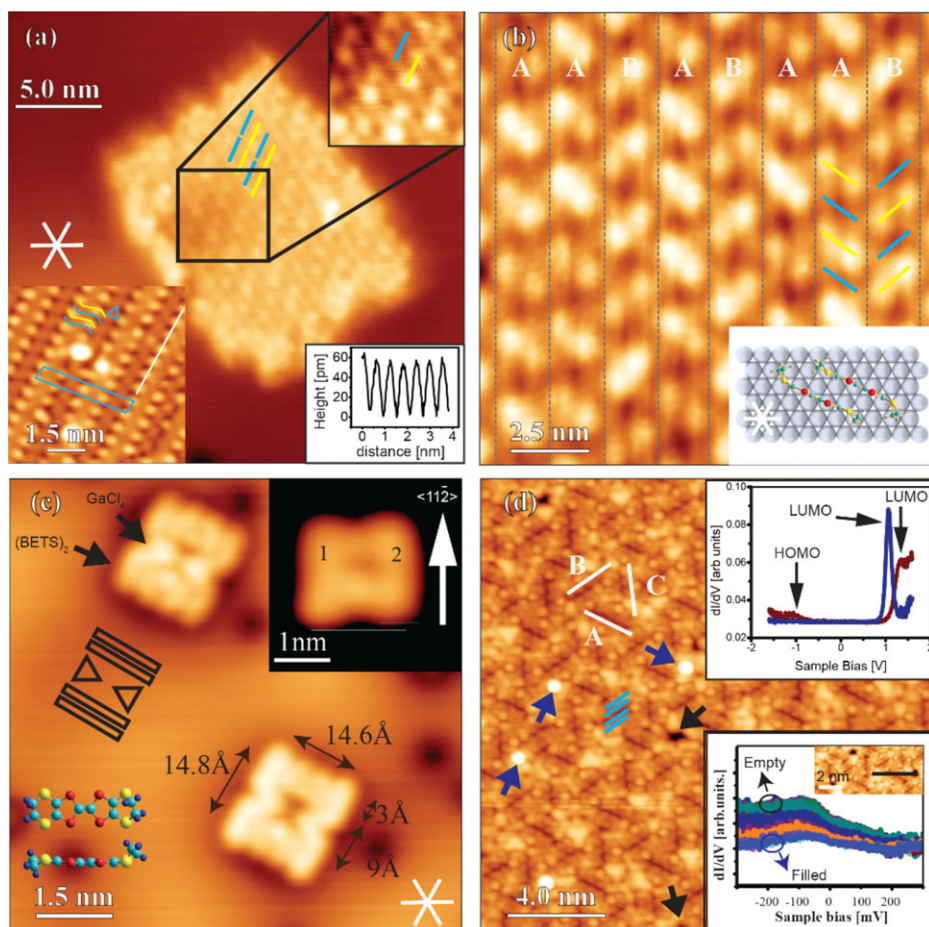 (a)
5.0 nm
1.5 nm
Height [pm]
60
40
20
0
0 1 2 3 4
distance [nm]
(b)
A A B A B A A B
2.5 nm
(c)
GaCl4
(BETS)2
<112̄>
1 2
1nm
14.6Å
14.8Å
3Å
9Å
1.5 nm
(d)
B
C
A
4.0 nm
dI/dV [arb units]
0.10
0.08
0.06
0.04
0.02
LUMO
LUMO
HOMO
-2 -1 0 1 2
Sample Bias [V]
dI/dV [arb.units.]
Empty
2 nm
Filled
-200 -100 0 100 200
Sample bias [mV]